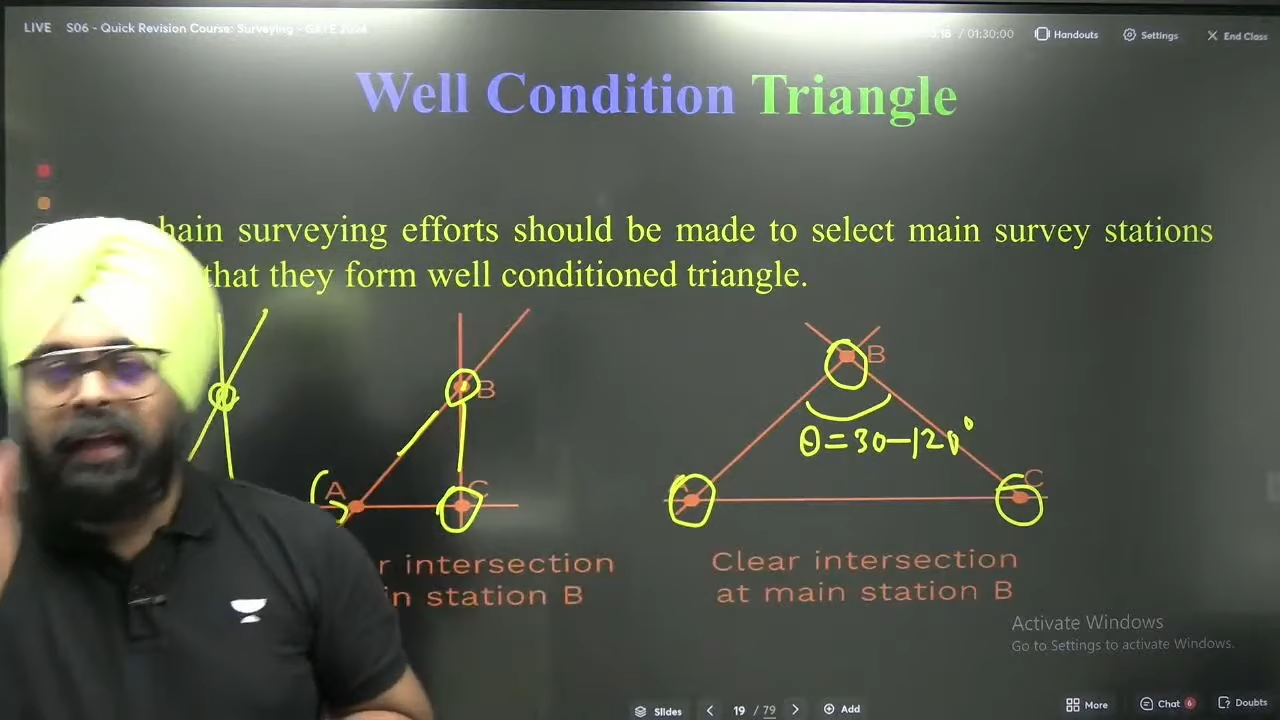 LIVE S06 - Quick Revision Course: Surveying - GATE 2024
/ 01:30:00 Handouts Settings End Class
Well Condition Triangle
surveying efforts should be made to select main survey stations
that they form well conditioned triangle.
B
B
θ=30-120°
A
C
C
r intersection
in station B
Clear intersection
at main station B
Activate Windows
Go to Settings to activate Windows.
Slides 19 / 79 Add
More Chat 6 Doubts